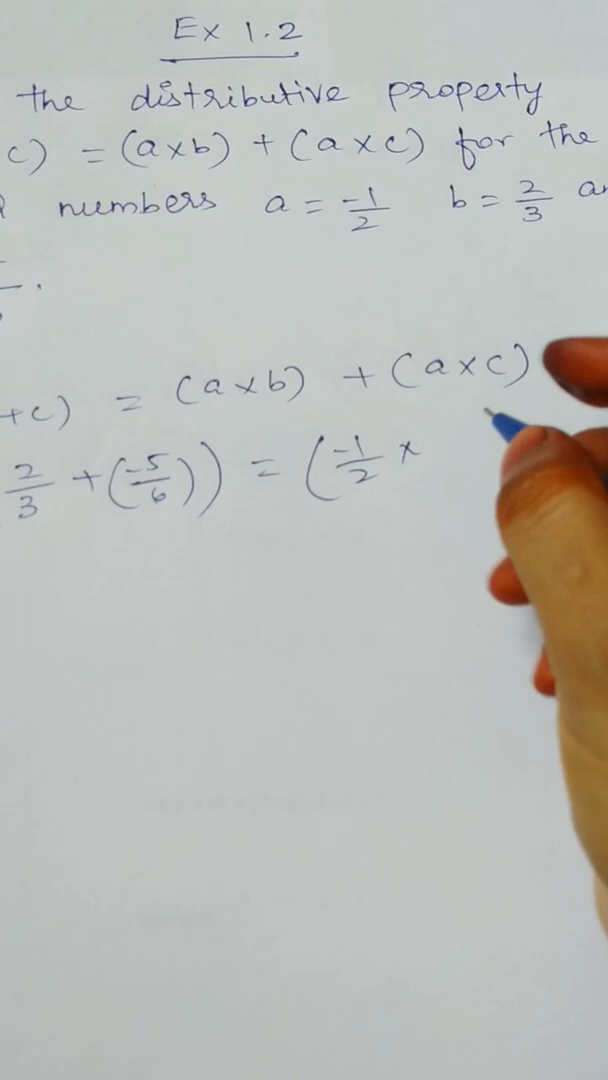 Ex 1.2
the distributive property
c) = (a×b) + (a×c) for the
numbers a = -1/2 b = 2/3
+c) = (a×b) + (a×c)
2/3 + (-5/6)) = (-1/2 ×